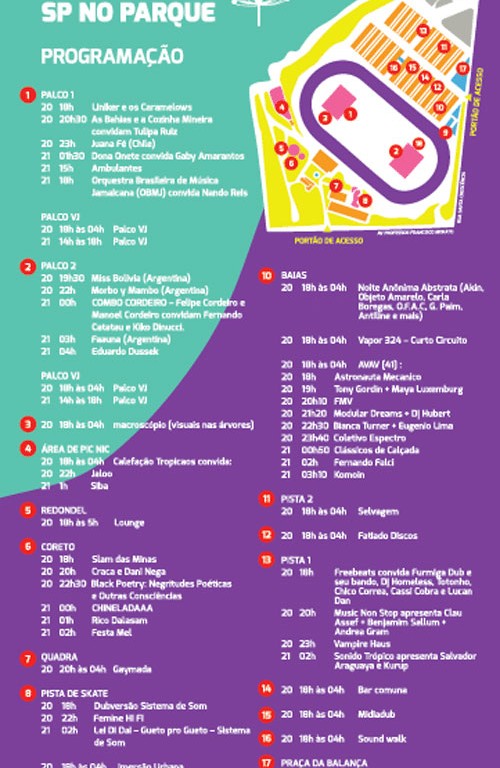 SP NO PARQUE
PROGRAMAÇÃO
1 PALCO 1
20 18h Liniker e os Caramelows
20 20h30 As Bahias e a Cozinha Mineira
convidam Tulipa Ruiz
20 23h Juana Fé (Chile)
21 01h30 Dona Onete convida Gaby Amarantos
21 15h Ambulantes
21 18h Orquestra Brasileira de Música
Jamaicana (OBMJ) convida Nando Reis
PALCO VJ
20 18h às 04h Palco VJ
21 14h às 18h Palco VJ
2 PALCO 2
20 19h30 Miss Bolivia (Argentina)
20 22h Morbo y Mambo (Argentina)
21 00h COMBO CORDEIRO – Felipe Cordeiro e
Manoel Cordeiro convidam Fernando
Catatau e Kiko Dinucci.
21 03h Faauna (Argentina)
21 04h Eduardo Dussek
PALCO VJ
20 18h às 04h Palco VJ
21 14h às 18h Palco VJ
3 20 18h às 04h macroscópio (visuais nas árvores)
4 ÁREA DE PIC NIC
20 18h às 04h Calefação Tropicaos convida:
20 22h Jaloo
21 1h Siba
5 REDONDEL
20 18h às 5h Lounge
6 CORETO
20 18h Slam das Minas
20 20h Craca e Dani Nega
20 22h30 Black Poetry: Negritudes Poéticas
e Outras Consciências
21 00h CHINELADAAA
21 01h Rico Dalasam
21 02h Festa Mel
7 QUADRA
20 20h às 04h Gaymada
8 PISTA DE SKATE
20 18h Dubversão Sistema de Som
20 22h Femine Hi Fi
21 02h Lei Di Dai – Gueto pro Gueto – Sistema
de Som
20 18h às 04h Imersão Urbana
PORTÃO DE ACESSO
PORTÃO DE ACESSO
10 BAIAS
20 18h às 04h Noite Anônima Abstrata (Akin,
Objeto Amarelo, Carla
Boregas, O.F.A.C, G. Paim,
Antiline e mais)
20 18h às 04h Vapor 324 – Curto Circuito
20 18h às 04h AVAV [41] :
20 18h Astronauta Mecanico
20 19h Tony Gordin + Maya Luxemburg
20 20h10 FMV
20 21h20 Modular Dreams + Dj Hubert
20 22h30 Bianca Turner + Eugenio Lima
20 23h40 Coletivo Espectro
21 00h50 Clássicos de Calçada
21 02h Fernando Falci
21 03h10 Komoin
11 PISTA 2
20 18h às 04h Selvagem
12 20 18h às 04h Fatiado Discos
13 PISTA 1
20 18h Freebeats convida Furmiga Dub e
seu bando, DJ Homeless, Totonho,
Chico Correa, Cassi Cobra e Lucan
Dan
20 20h Music Non Stop apresenta Clau
Assef + Benjamin Sallum +
Andrea Gram
20 23h Vampire Haus
21 02h Sonido Trópico apresenta Salvador
Araguaya e Kurup
14 20 18h às 04h Bar comuna
15 20 18h às 04h Midiadub
16 20 18h às 04h Sound walk
17 PRAÇA DA BALANÇA